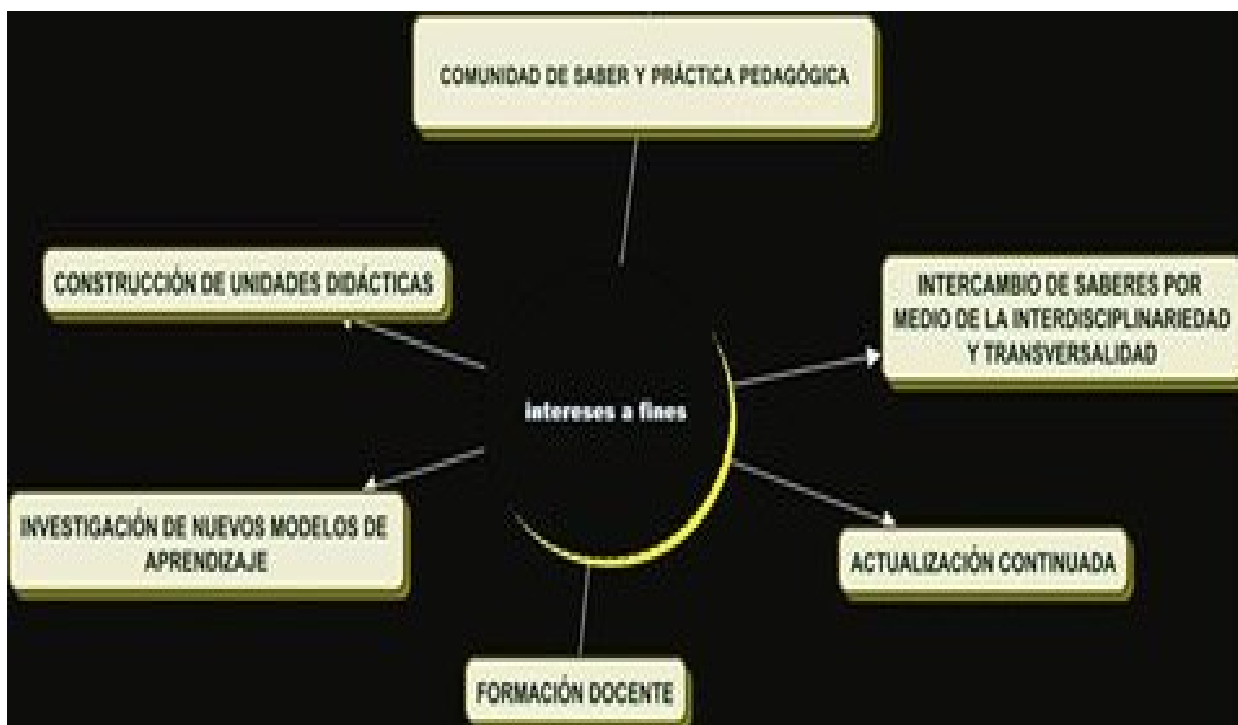 COMUNIDAD DE SABER Y PRÁCTICA PEDAGÓGICA
CONSTRUCCIÓN DE UNIDADES DIDÁCTICAS
INTERCAMBIO DE SABERES POR
MEDIO DE LA INTERDISCIPLINARIEDAD
Y TRANSVERSALIDAD
intereses a fines
INVESTIGACIÓN DE NUEVOS MODELOS DE
APRENDIZAJE
ACTUALIZACIÓN CONTINUADA
FORMACIÓN DOCENTE